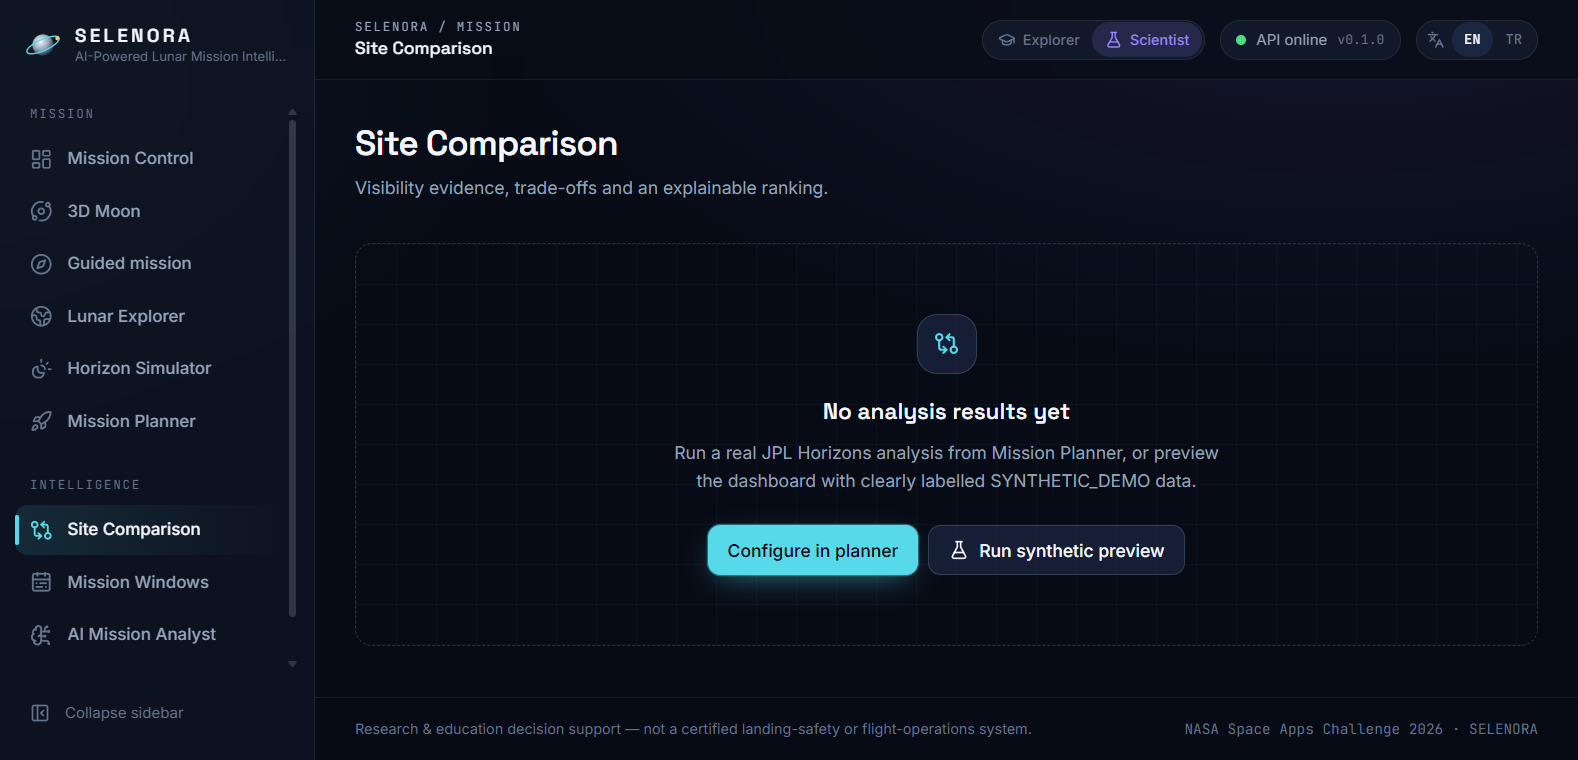 SELENORA
AI-Powered Lunar Mission Intelli...
MISSION
Mission Control
3D Moon
Guided mission
Lunar Explorer
Horizon Simulator
Mission Planner
INTELLIGENCE
Site Comparison
Mission Windows
AI Mission Analyst
Collapse sidebar
SELENORA / MISSION
Site Comparison
Explorer
Scientist
API online v0.1.0
EN
TR
Site Comparison
Visibility evidence, trade-offs and an explainable ranking.
No analysis results yet
Run a real JPL Horizons analysis from Mission Planner, or preview
the dashboard with clearly labelled SYNTHETIC_DEMO data.
Configure in planner
Run synthetic preview
Research & education decision support — not a certified landing-safety or flight-operations system.
NASA Space Apps Challenge 2026 · SELENORA